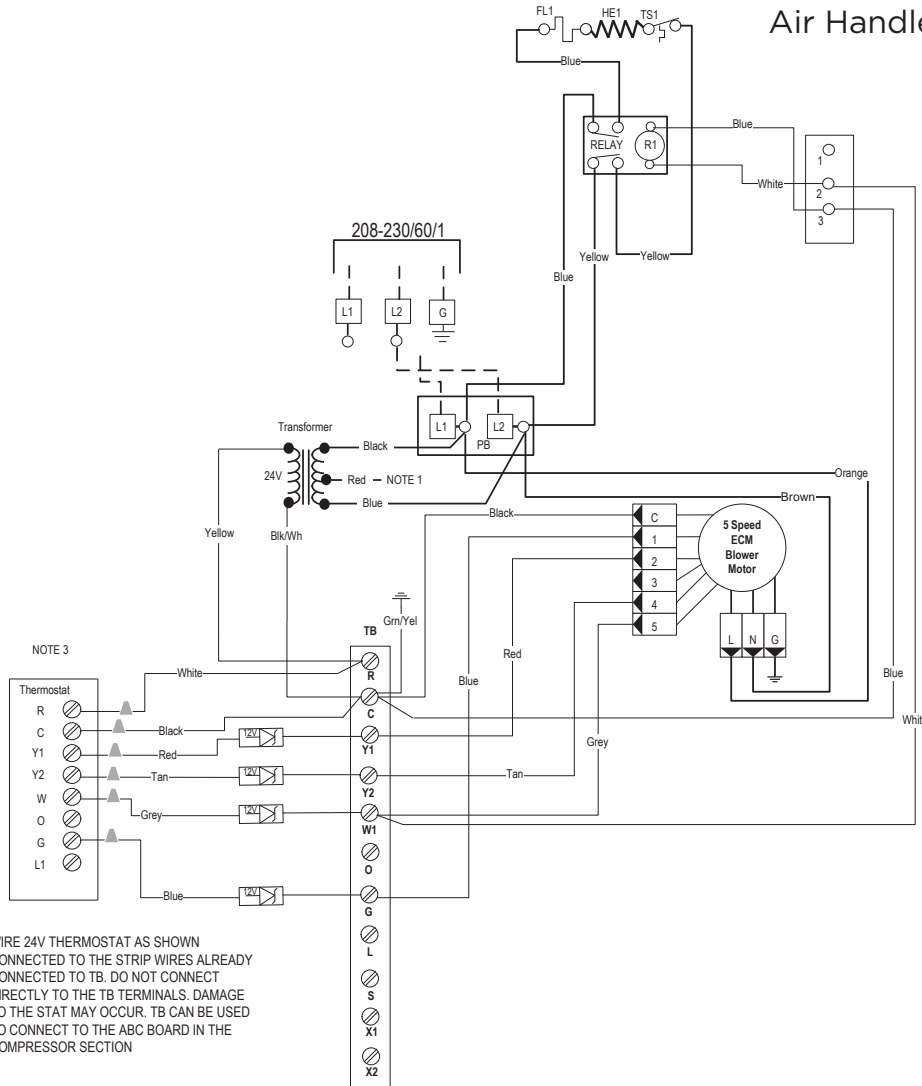 Air Handle
FL1
HE1
TS1
Blue
RELAY
R1
Blue
White
1
2
3
208-230/60/1
L1
L2
G
Blue
Yellow
Yellow
L1
L2
PB
Transformer
24V
Black
Red
NOTE 1
Blue
Yellow
Blk/Wh
Orange
Brown
Black
C
1
2
3
4
5
5 Speed
ECM
Blower
Motor
L
N
G
Grn/Yel
TB
Red
Blue
Grey
Tan
Blue
NOTE 3
Thermostat
R
C
Y1
Y2
W
O
G
L1
White
Black
Red
Tan
Grey
Blue
12V
12V
12V
12V
R
C
Y1
Y2
W1
O
G
L
S
X1
X2
IRE 24V THERMOSTAT AS SHOWN
ONNECTED TO THE STRIP WIRES ALREADY
ONNECTED TO TB. DO NOT CONNECT
IRECTLY TO THE TB TERMINALS. DAMAGE
O THE STAT MAY OCCUR. TB CAN BE USED
O CONNECT TO THE ABC BOARD IN THE
OMPRESSOR SECTION